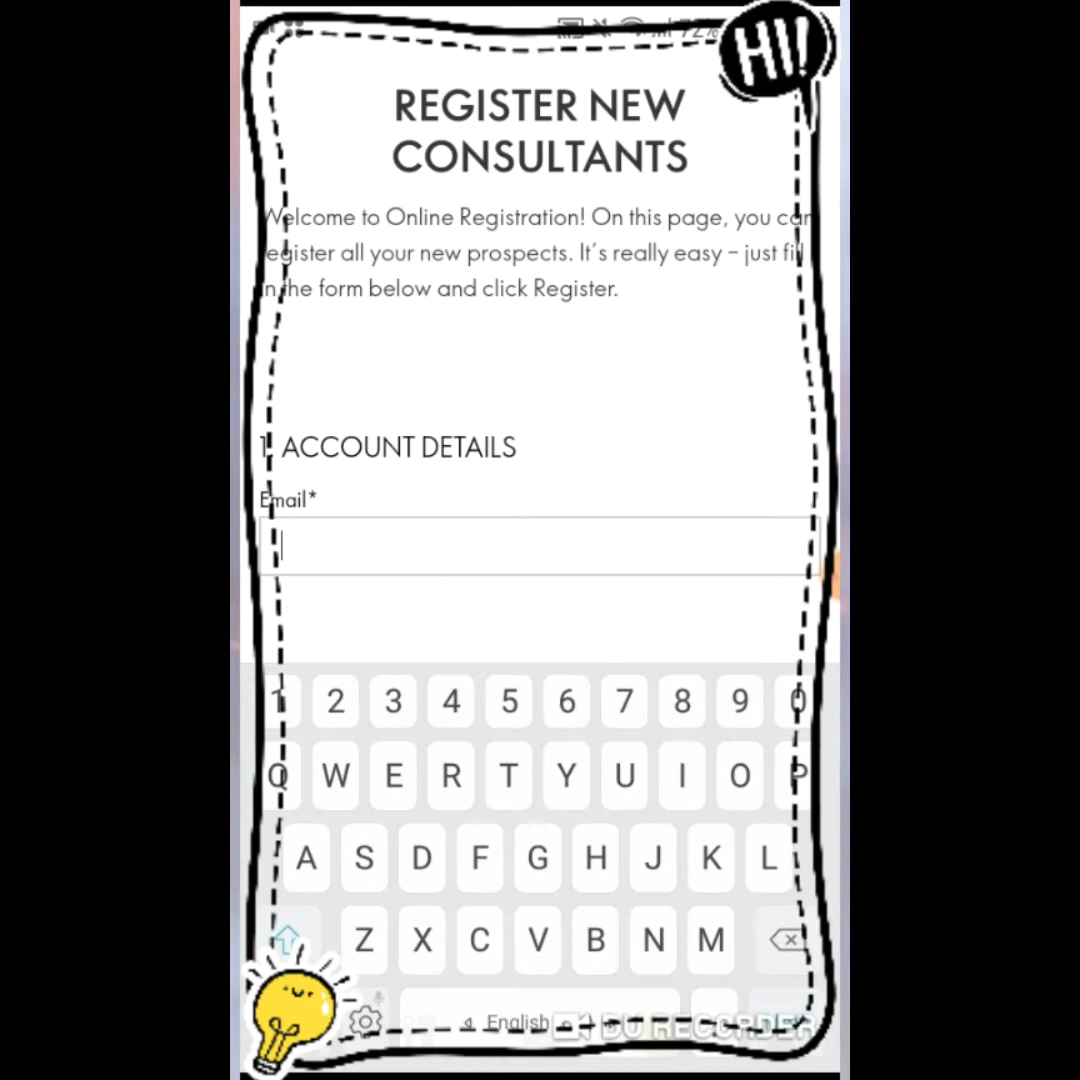 72%
HI!
REGISTER NEW
CONSULTANTS
Welcome to Online Registration! On this page, you can
register all your new prospects. It's really easy – just fill
in the form below and click Register.
1. ACCOUNT DETAILS
Email*
1 2 3 4 5 6 7 8 9 0
Q W E R T Y U I O P
A S D F G H J K L
Z X C V B N M
English
DU RECORDER